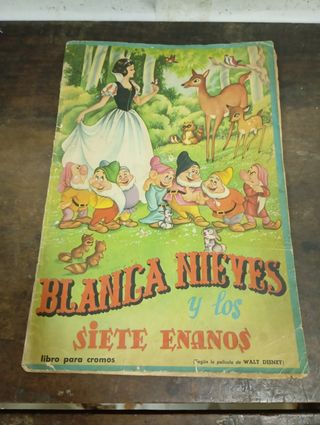 BLANCA NIEVES
y los
SIETE ENANOS
libro para cromos
(Según la película de WALT DISNEY)